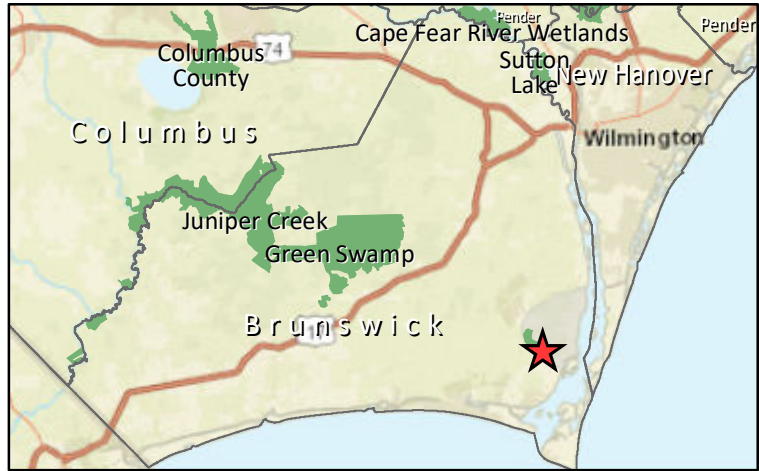 Pender
Cape Fear River Wetlands
Pender
Columbus
County
74
Sutton
Lake
New Hanover
Columbus
Wilmington
Juniper Creek
Green Swamp
Brunswick
17